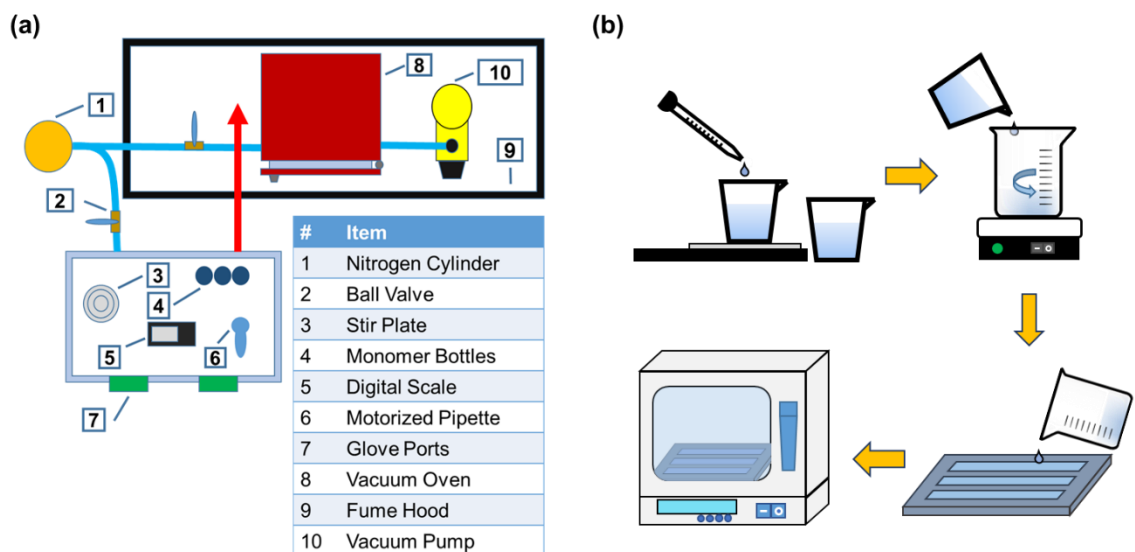 (a)
(b)
1
8
10
9
2
3
4
5
6
7
# Item
1 Nitrogen Cylinder
2 Ball Valve
3 Stir Plate
4 Monomer Bottles
5 Digital Scale
6 Motorized Pipette
7 Glove Ports
8 Vacuum Oven
9 Fume Hood
10 Vacuum Pump